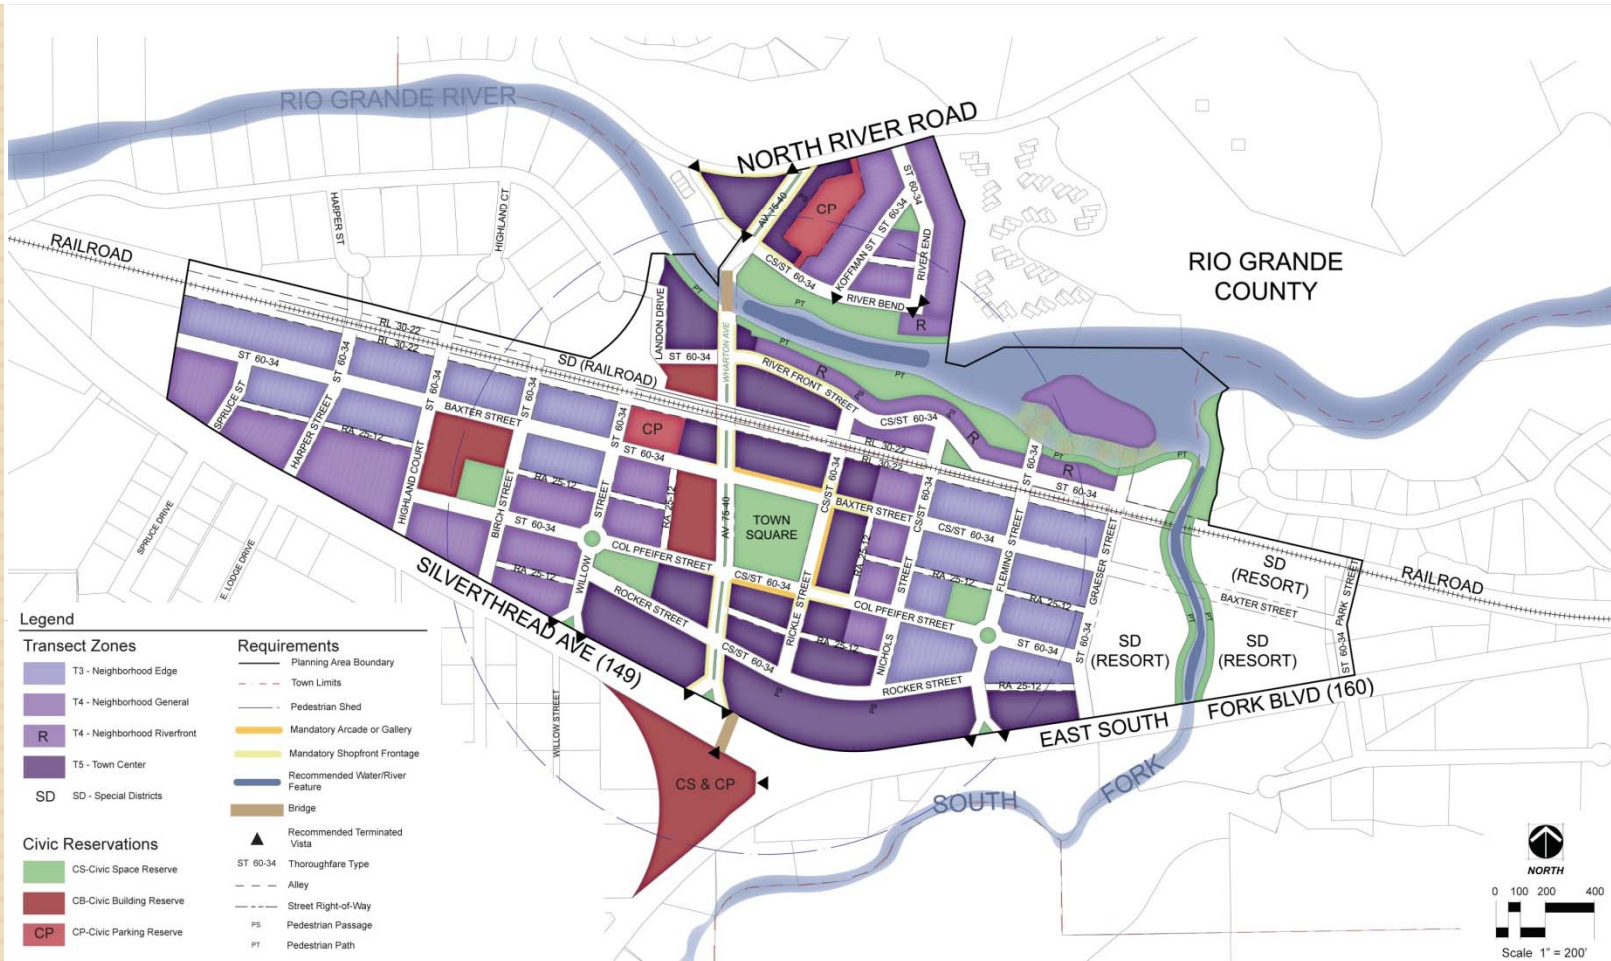 RIO GRANDE RIVER
NORTH RIVER ROAD
RIO GRANDE
COUNTY
RAILROAD
HARPER ST
HIGHLAND CT
AV 75-40
CP
ST 60-34
ST 60-34
KOFFMAN ST
RIVER END
CS/ST 60-34
RIVER BEND
R
PT
PT
PT
PT
LANDON DRIVE
WHARTON AVE
ST 60-34
RIVER FRONT STREET
R
PS
CS/ST 60-34
R
R
RL 30-22
RL 30-22
SD (RAILROAD)
RL 30-22
RL 30-22
ST 60-34
ST 60-34
ST 60-34
ST 60-34
ST 60-34
ST 60-34
SPRUCE ST
HARPER STREET
RA 25-12
BAXTER STREET
CP
ST 60-34
HIGHLAND COURT
BIRCH STREET
RA 25-12
STREET
WILLOW
RA 25-12
AV 75-40
TOWN
SQUARE
CS/ST 60-34
BAXTER STREET
CS/ST 60-34
CS/ST 60-34
ST 60-34
ST 60-34
PT
PT
FLEMING STREET
GRAESER STREET
ST 60-34
COL PFEIFER STREET
CS/ST 60-34
RA 25-12
STREET
NICHOLS
RA 25-12
RA 25-12
RA 25-12
ROCKER STREET
RICKLE STREET
RA 25-12
COL PFEIFER STREET
ST 60-34
ST 60-34
CS/ST 60-34
ROCKER STREET
RA 25-12
PS
PS
PT
PT
SD
(RESORT)
BAXTER STREET
SD
(RESORT)
SD
(RESORT)
PARK STREET
ST 60-34
RAILROAD
SPRUCE DRIVE
E. LODGE DRIVE
SILVERTHREAD AVE (149)
WILLOW STREET
CS & CP
EAST SOUTH FORK BLVD (160)
SOUTH FORK
Legend
Transect Zones
T3 - Neighborhood Edge
T4 - Neighborhood General
R T4 - Neighborhood Riverfront
T5 - Town Center
SD SD - Special Districts
Civic Reservations
CS-Civic Space Reserve
CB-Civic Building Reserve
CP CP-Civic Parking Reserve
Requirements
Planning Area Boundary
Town Limits
Pedestrian Shed
Mandatory Arcade or Gallery
Mandatory Shopfront Frontage
Recommended Water/River
Feature
Bridge
Recommended Terminated
Vista
ST 60-34 Thoroughfare Type
Alley
Street Right-of-Way
PS Pedestrian Passage
PT Pedestrian Path
NORTH
0 100 200 400
Scale 1" = 200'